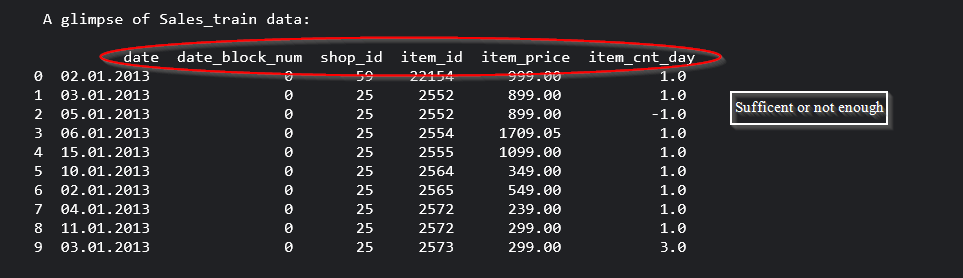 A glimpse of Sales_train data:
date date_block_num shop_id item_id item_price item_cnt_day
0 02.01.2013 0 59 22154 999.00 1.0
1 03.01.2013 0 25 2552 899.00 1.0
2 05.01.2013 0 25 2552 899.00 -1.0
3 06.01.2013 0 25 2554 1709.05 1.0
4 15.01.2013 0 25 2555 1099.00 1.0
5 10.01.2013 0 25 2564 349.00 1.0
6 02.01.2013 0 25 2565 549.00 1.0
7 04.01.2013 0 25 2572 239.00 1.0
8 11.01.2013 0 25 2572 299.00 1.0
9 03.01.2013 0 25 2573 299.00 3.0
Sufficent or not enough